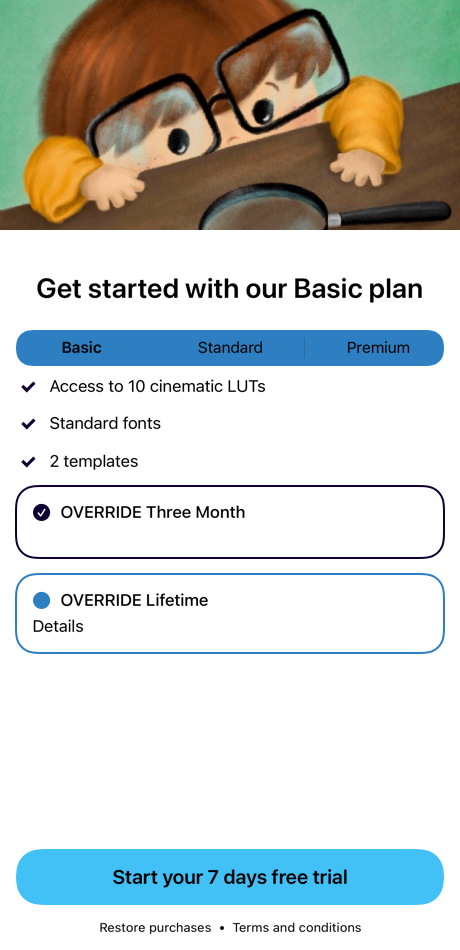 Get started with our Basic plan
Basic Standard Premium
Access to 10 cinematic LUTs
Standard fonts
2 templates
OVERRIDE Three Month
OVERRIDE Lifetime
Details
Start your 7 days free trial
Restore purchases • Terms and conditions